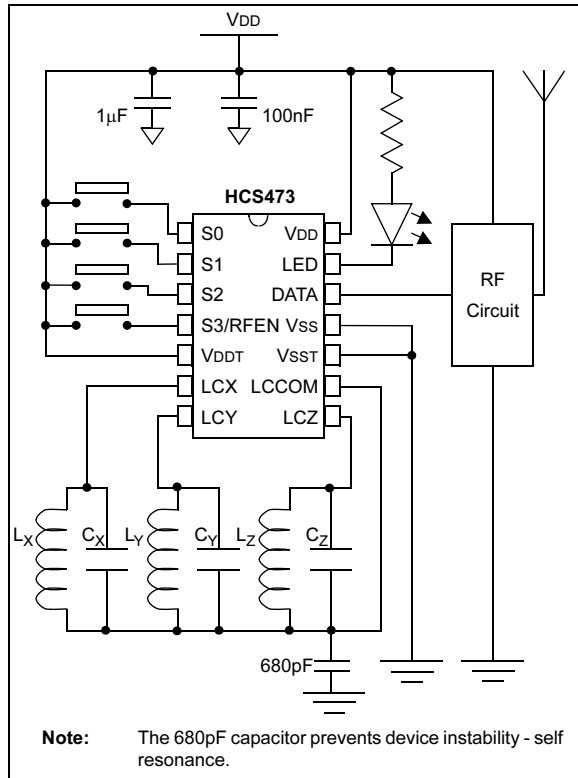 VDD
1µF
100nF
HCS473
S0
VDD
S1
LED
S2
DATA
S3/RFEN
VSS
VDDT
VSST
LCX
LCCOM
LCY
LCZ
RF
Circuit
LX
CX
LY
CY
LZ
CZ
680pF
Note: The 680pF capacitor prevents device instability - self
resonance.